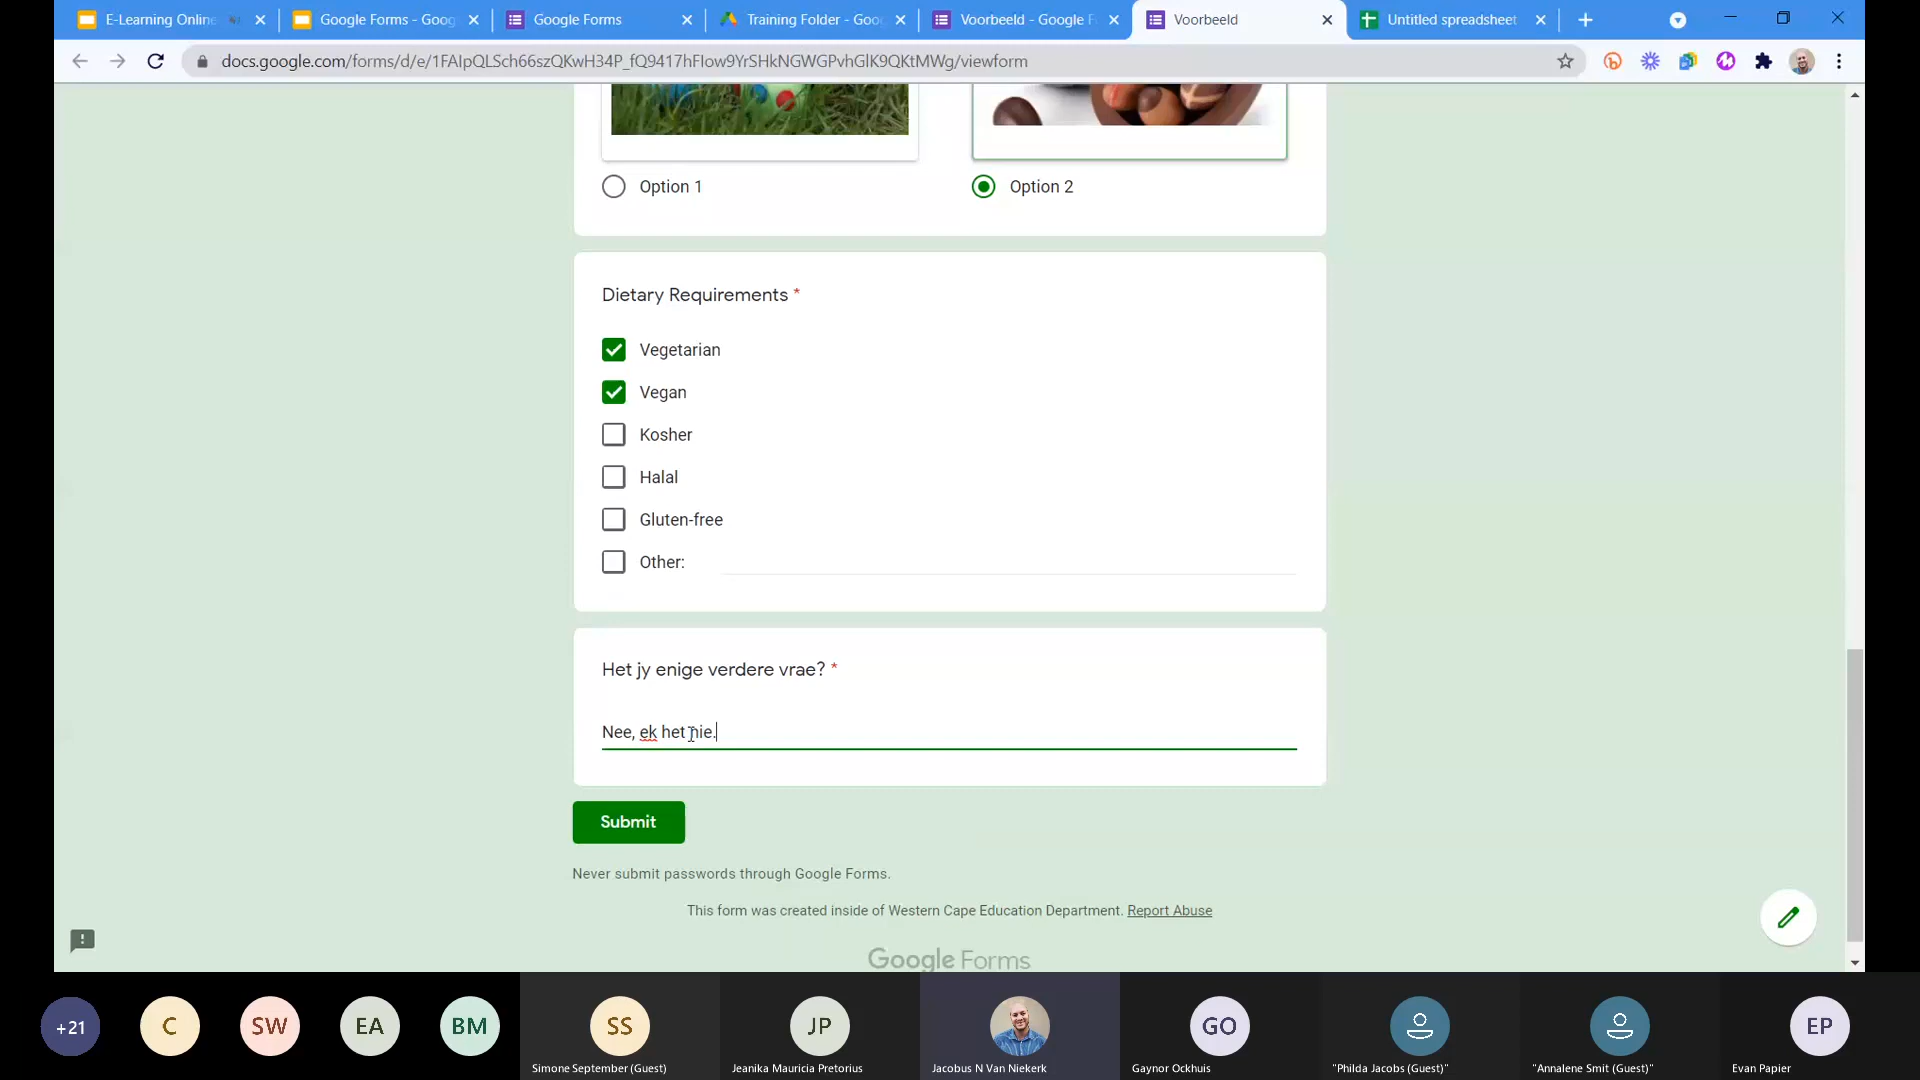 E-Learning Online
Google Forms - Goog
Google Forms
Training Folder - Goo
Voorbeeld - Google F
Voorbeeld
Untitled spreadsheet
docs.google.com/forms/d/e/1FAIpQLSch66szQKwH34P_fQ9417hFIow9YrSHkNGWGPvhGlK9QKtMWg/viewform
Option 1
Option 2
Dietary Requirements *
Vegetarian
Vegan
Kosher
Halal
Gluten-free
Other:
Het jy enige verdere vrae? *
Nee, ek het nie.
Submit
Never submit passwords through Google Forms.
This form was created inside of Western Cape Education Department. Report Abuse
Google Forms
+21
C
SW
EA
BM
SS
JP
GO
EP
Simone September (Guest)
Jeanika Mauricia Pretorius
Jacobus N Van Niekerk
Gaynor Ockhuis
"Philda Jacobs (Guest)"
"Annalene Smit (Guest)"
Evan Papier